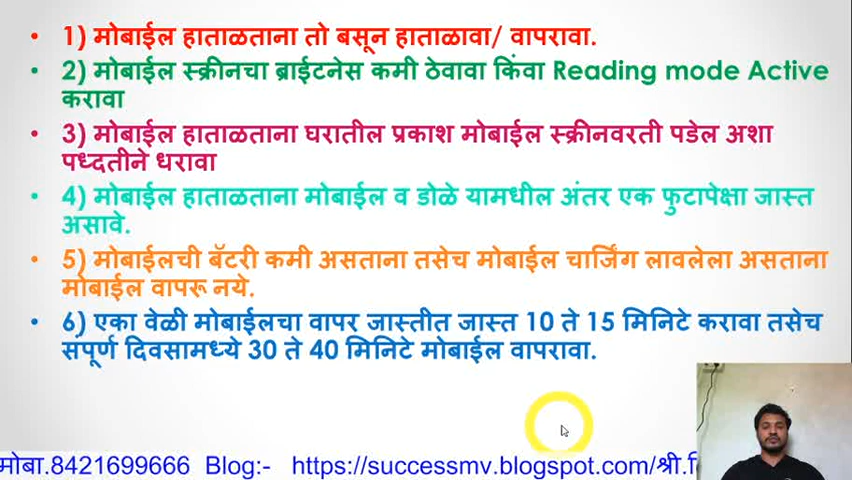 • 1) मोबाईल हाताळताना तो बसून हाताळावा/ वापरावा.
• 2) मोबाईल स्क्रीनचा ब्राईटनेस कमी ठेवावा किंवा Reading mode Active
करावा
• 3) मोबाईल हाताळताना घरातील प्रकाश मोबाईल स्क्रीनवरती पडेल अशा
पध्दतीने धरावा
• 4) मोबाईल हाताळताना मोबाईल व डोळे यामधील अंतर एक फुटापेक्षा जास्त
असावे.
• 5) मोबाईलची बॅटरी कमी असताना तसेच मोबाईल चार्जिंग लावलेला असताना
मोबाईल वापरू नये.
• 6) एका वेळी मोबाईलचा वापर जास्तीत जास्त 10 ते 15 मिनिटे करावा तसेच
संपूर्ण दिवसामध्ये 30 ते 40 मिनिटे मोबाईल वापरावा.
मोबा.8421699666 Blog:- https://successmv.blogspot.com/श्री.